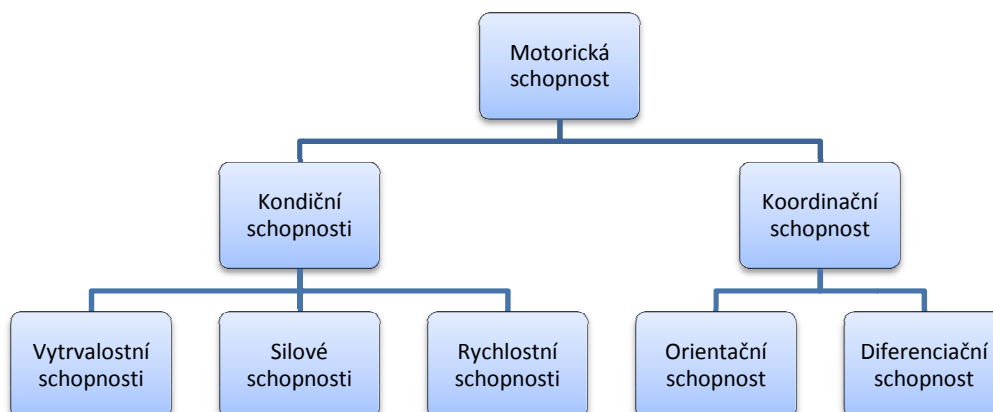 Motorická
schopnost
Kondiční
schopnosti
Koordinační
schopnost
Vytrvalostní
schopnosti
Silové
schopnosti
Rychlostní
schopnosti
Orientační
schopnost
Diferenciační
schopnost